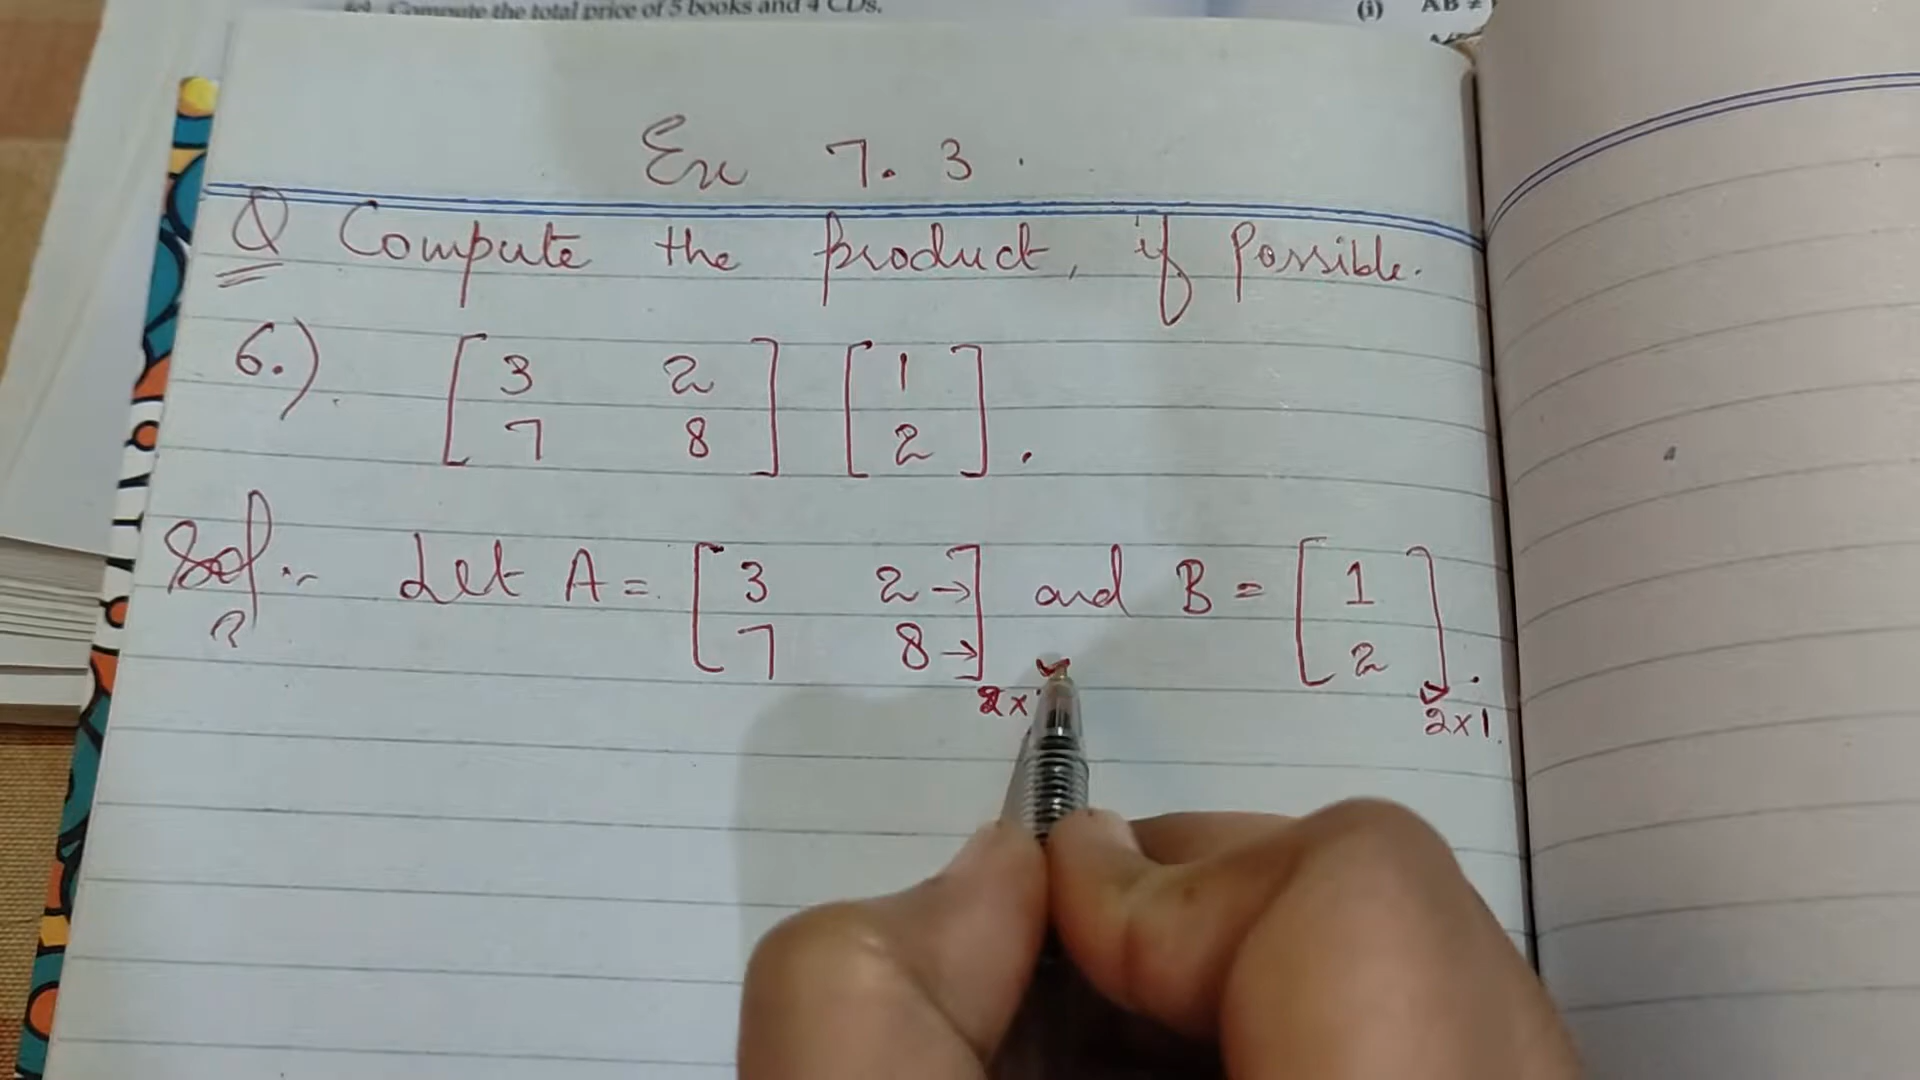 Compute the total price of 5 books and 4 CDs.
(i) AB ≠
Ex 7.3.
Q Compute the product, if Possible.
6.) [ 3 2 ] [ 1 ]
[ 7 8 ] [ 2 ] .
Sol:- Let A = [ 3 2 → ] and B = [ 1 ]
[ 7 8 → ] [ 2 ] .
2x 2x1.